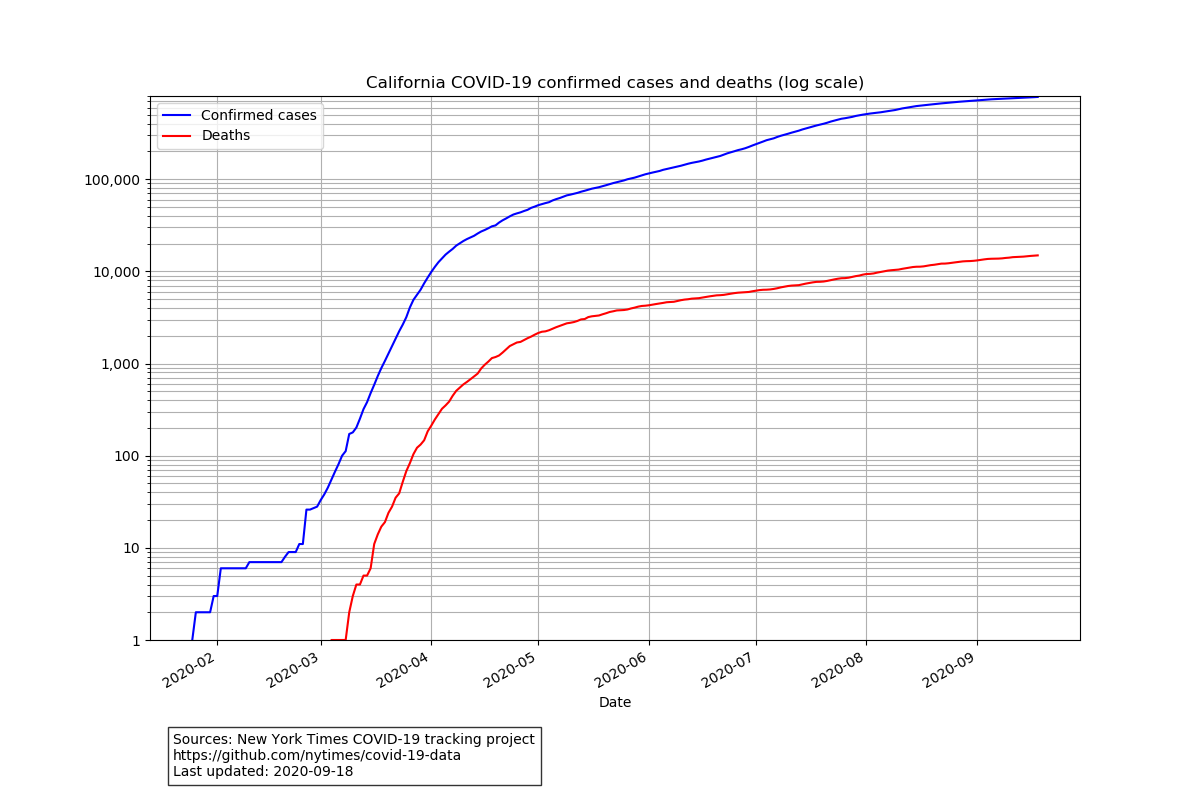 California COVID-19 confirmed cases and deaths (log scale)
Confirmed cases
Deaths
100,000
10,000
1,000
100
10
1
2020-02
2020-03
2020-04
2020-05
2020-06
2020-07
2020-08
2020-09
Date
Sources: New York Times COVID-19 tracking project
https://github.com/nytimes/covid-19-data
Last updated: 2020-09-18